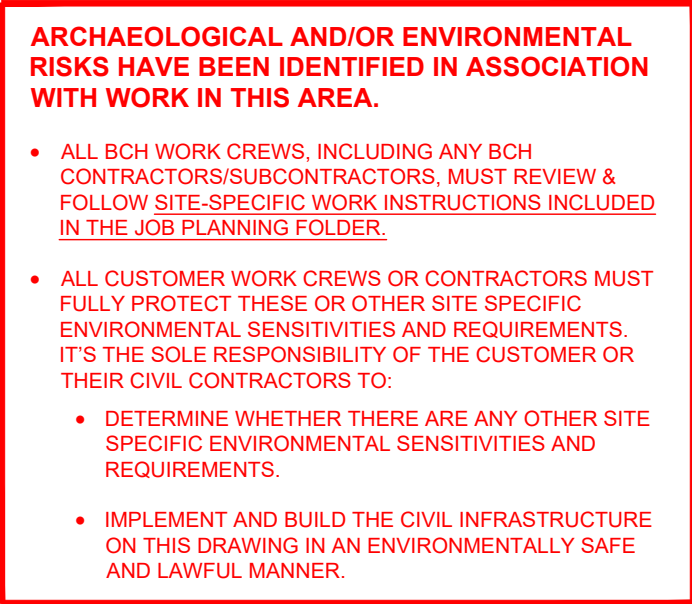 ARCHAEOLOGICAL AND/OR ENVIRONMENTAL
RISKS HAVE BEEN IDENTIFIED IN ASSOCIATION
WITH WORK IN THIS AREA.
• ALL BCH WORK CREWS, INCLUDING ANY BCH
CONTRACTORS/SUBCONTRACTORS, MUST REVIEW &
FOLLOW SITE-SPECIFIC WORK INSTRUCTIONS INCLUDED
IN THE JOB PLANNING FOLDER.
• ALL CUSTOMER WORK CREWS OR CONTRACTORS MUST
FULLY PROTECT THESE OR OTHER SITE SPECIFIC
ENVIRONMENTAL SENSITIVITIES AND REQUIREMENTS.
IT'S THE SOLE RESPONSIBILITY OF THE CUSTOMER OR
THEIR CIVIL CONTRACTORS TO:
• DETERMINE WHETHER THERE ARE ANY OTHER SITE
SPECIFIC ENVIRONMENTAL SENSITIVITIES AND
REQUIREMENTS.
• IMPLEMENT AND BUILD THE CIVIL INFRASTRUCTURE
ON THIS DRAWING IN AN ENVIRONMENTALLY SAFE
AND LAWFUL MANNER.